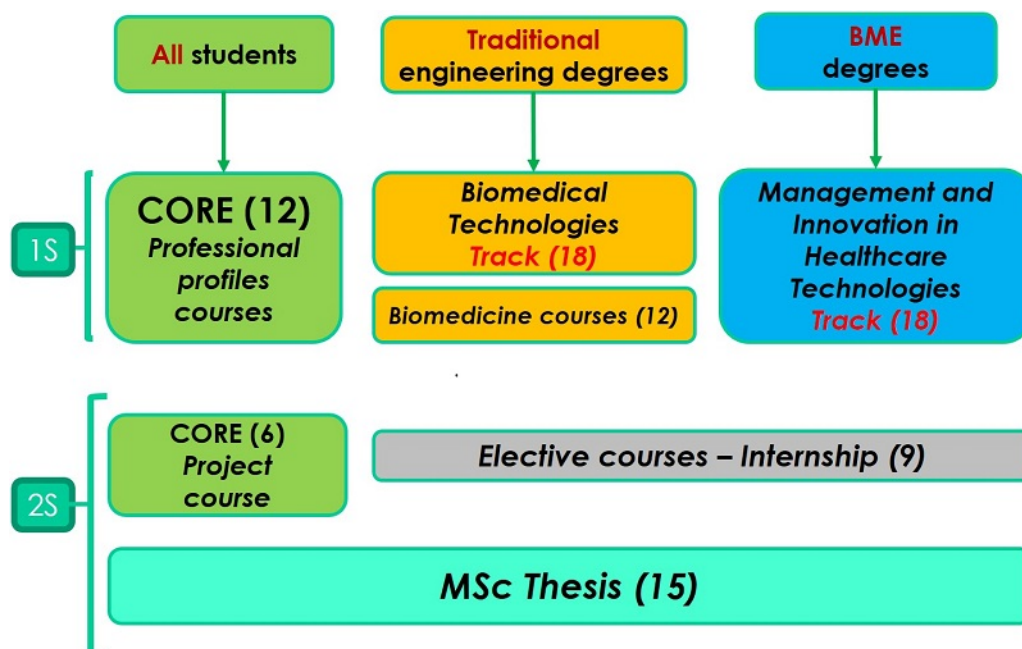 All students
Traditional
engineering degrees
BME
degrees
1S
CORE (12)
Professional
profiles
courses
Biomedical
Technologies
Track (18)
Biomedicine courses (12)
Management and
Innovation in
Healthcare
Technologies
Track (18)
2S
CORE (6)
Project
course
Elective courses – Internship (9)
MSc Thesis (15)